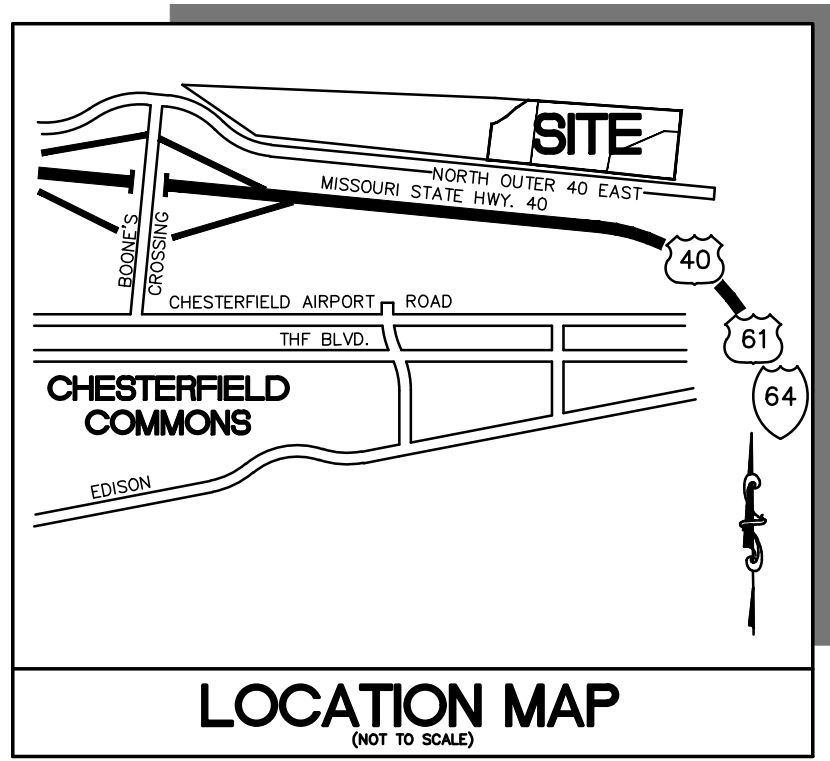 SITE
NORTH OUTER 40 EAST
MISSOURI STATE HWY. 40
BOONE'S
CROSSING
40
CHESTERFIELD AIRPORT ROAD
THF BLVD.
61
CHESTERFIELD
COMMONS
64
EDISON
LOCATION MAP
(NOT TO SCALE)